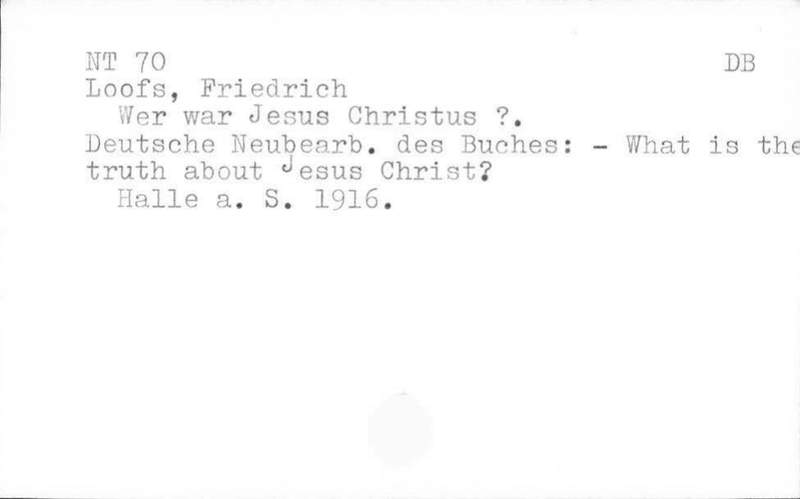 NT 70 DB
Loofs, Friedrich
Wer war Jesus Christus ?.
Deutsche Neubearb. des Buches: - What is the
truth about Jesus Christ?
Halle a. S. 1916.